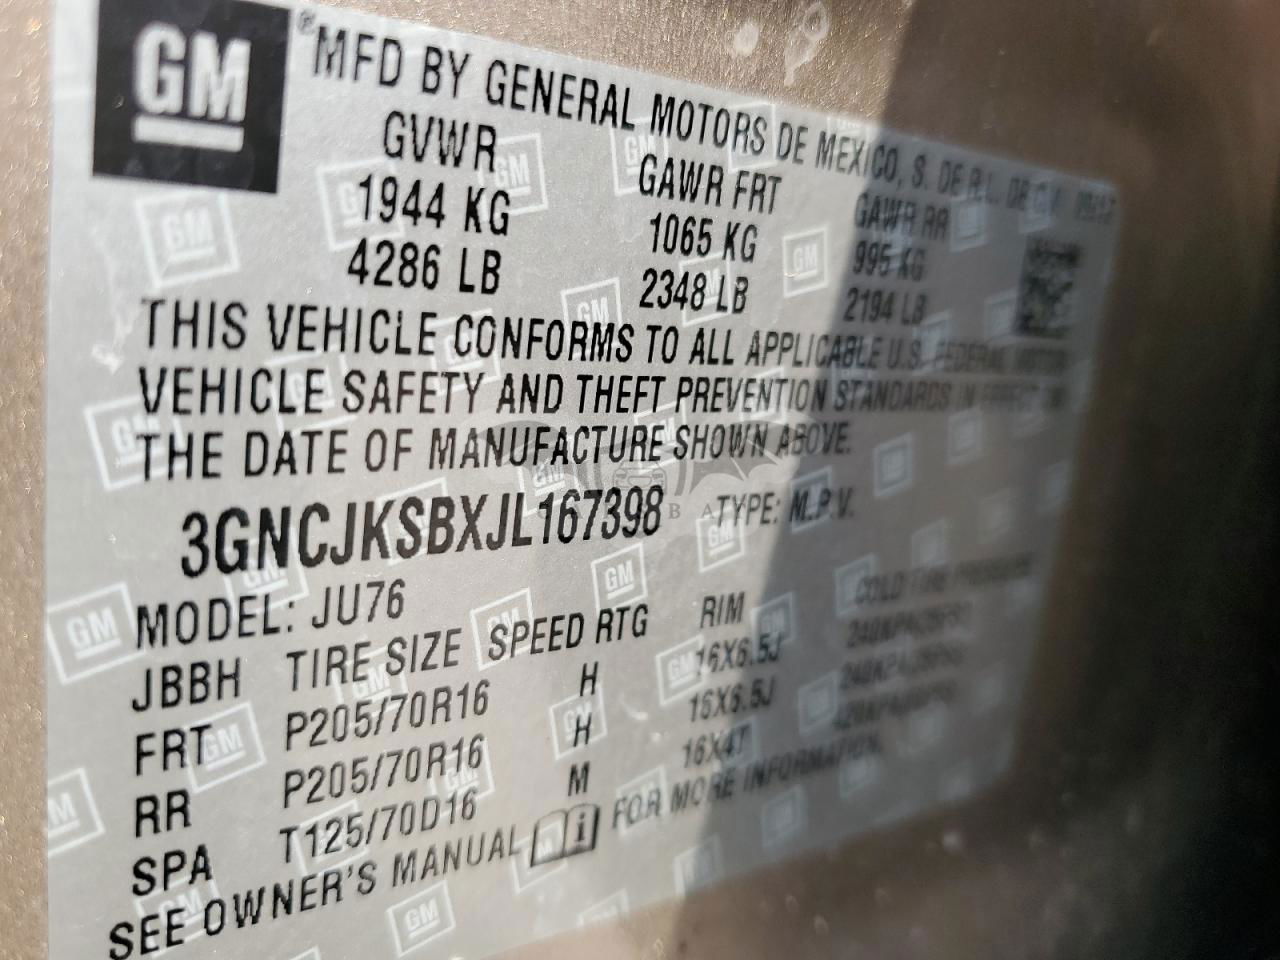 GM
®MFD BY GENERAL MOTORS DE MEXICO, S. DE R.L. DE C.V.
GVWR GAWR FRT GAWR RR
1944 KG 1065 KG 995 KG
4286 LB 2348 LB 2194 LB
THIS VEHICLE CONFORMS TO ALL APPLICABLE U.S. FEDERAL MOTOR
VEHICLE SAFETY AND THEFT PREVENTION STANDARDS IN EFFECT ON
THE DATE OF MANUFACTURE SHOWN ABOVE.
3GNCJKSBXJL167398 TYPE: M.P.V.
MODEL: JU76
JBBH TIRE SIZE SPEED RTG RIM COLD TIRE PRESSURE
FRT P205/70R16 H 16X6.5J
RR P205/70R16 H 16X6.5J
SPA T125/70D16 M 16X4T
SEE OWNER'S MANUAL FOR MORE INFORMATION.